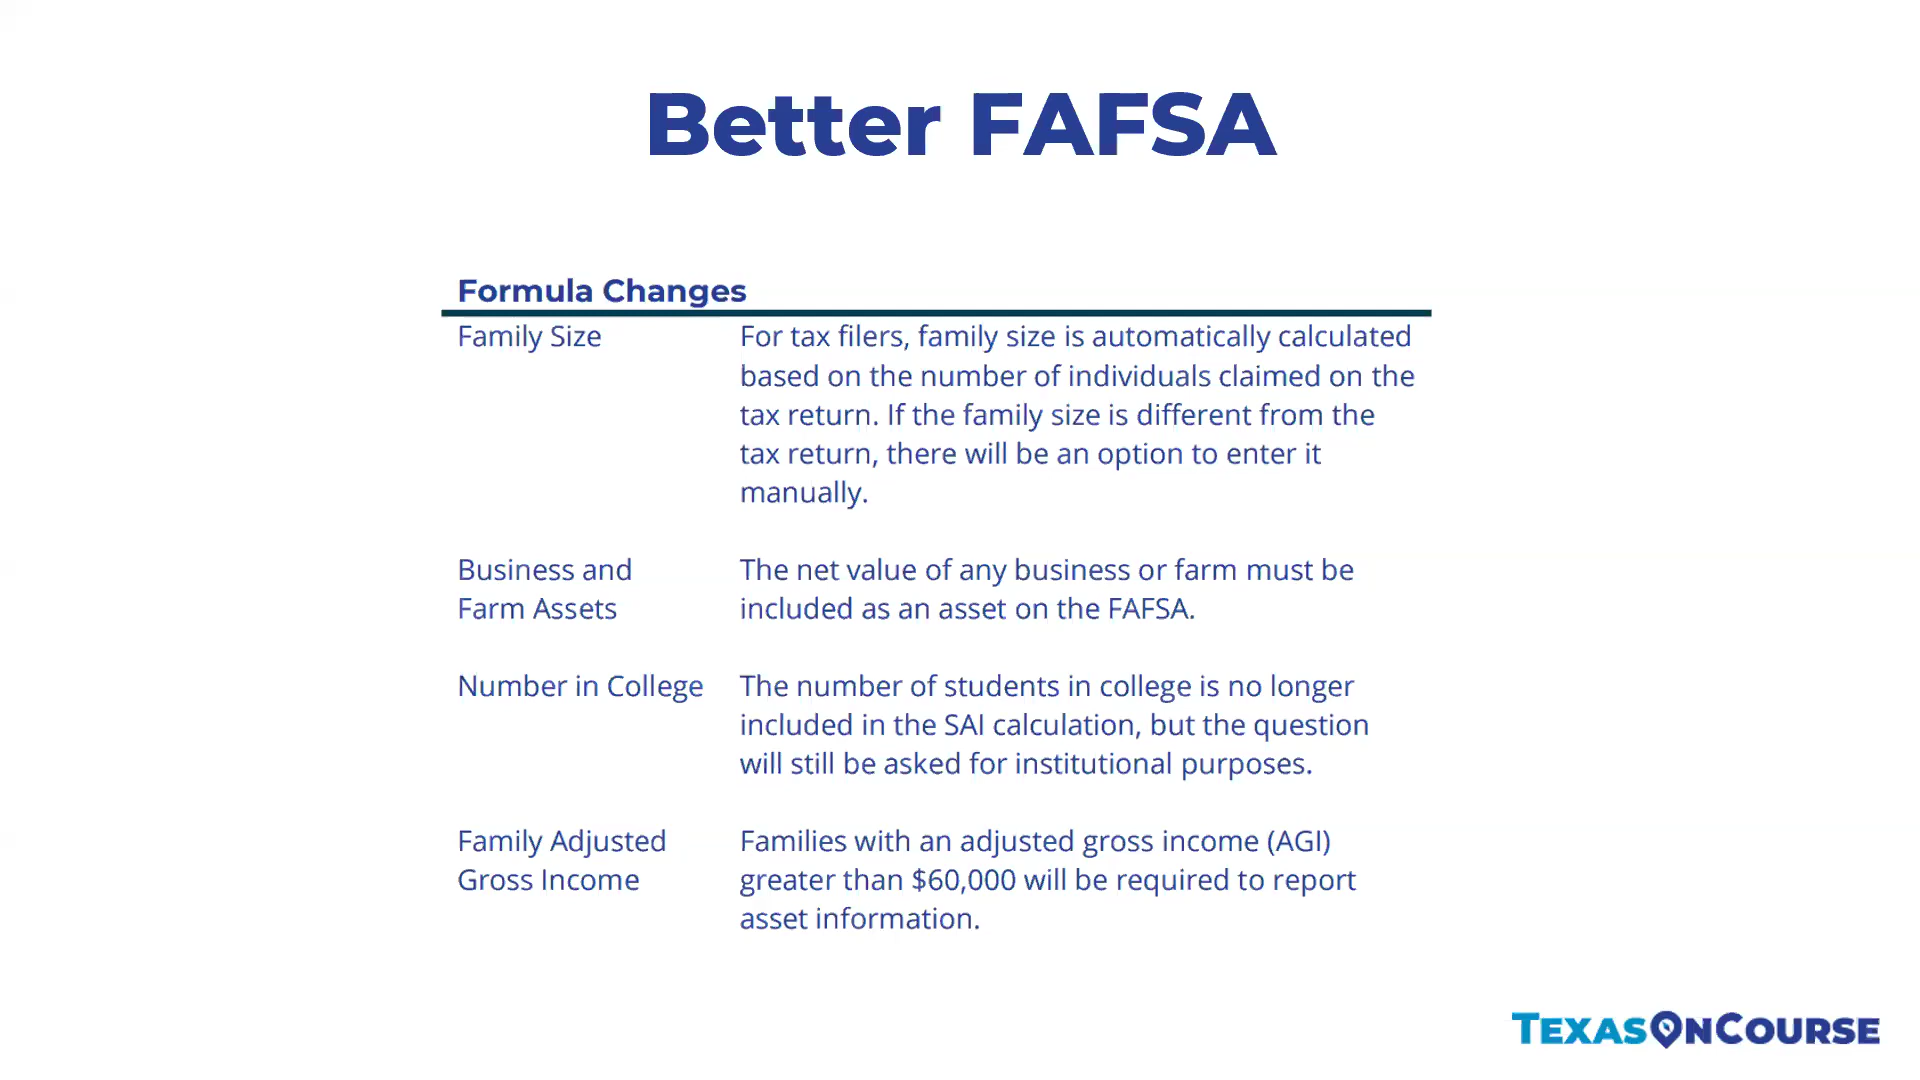 Better FAFSA
Formula Changes
Family Size
For tax filers, family size is automatically calculated
based on the number of individuals claimed on the
tax return. If the family size is different from the
tax return, there will be an option to enter it
manually.
Business and
Farm Assets
The net value of any business or farm must be
included as an asset on the FAFSA.
Number in College
The number of students in college is no longer
included in the SAI calculation, but the question
will still be asked for institutional purposes.
Family Adjusted
Gross Income
Families with an adjusted gross income (AGI)
greater than $60,000 will be required to report
asset information.
TEXASONCOURSE